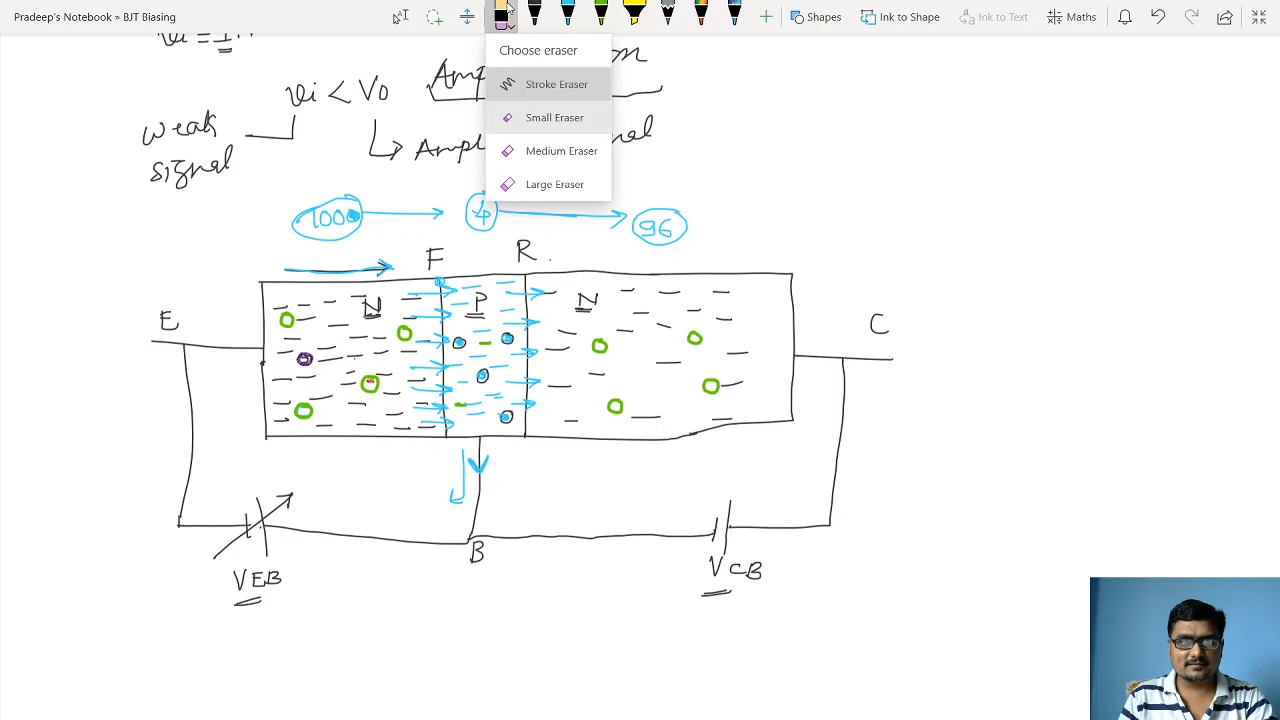 Pradeep's Notebook » BJT Biasing
Shapes
Ink to Shape
Ink to Text
Maths
Choose eraser
Stroke Eraser
Small Eraser
Medium Eraser
Large Eraser
Vi < Vo
weak
signal
100
4
96
F
R
E
N
P
N
C
B
VEB
VCB